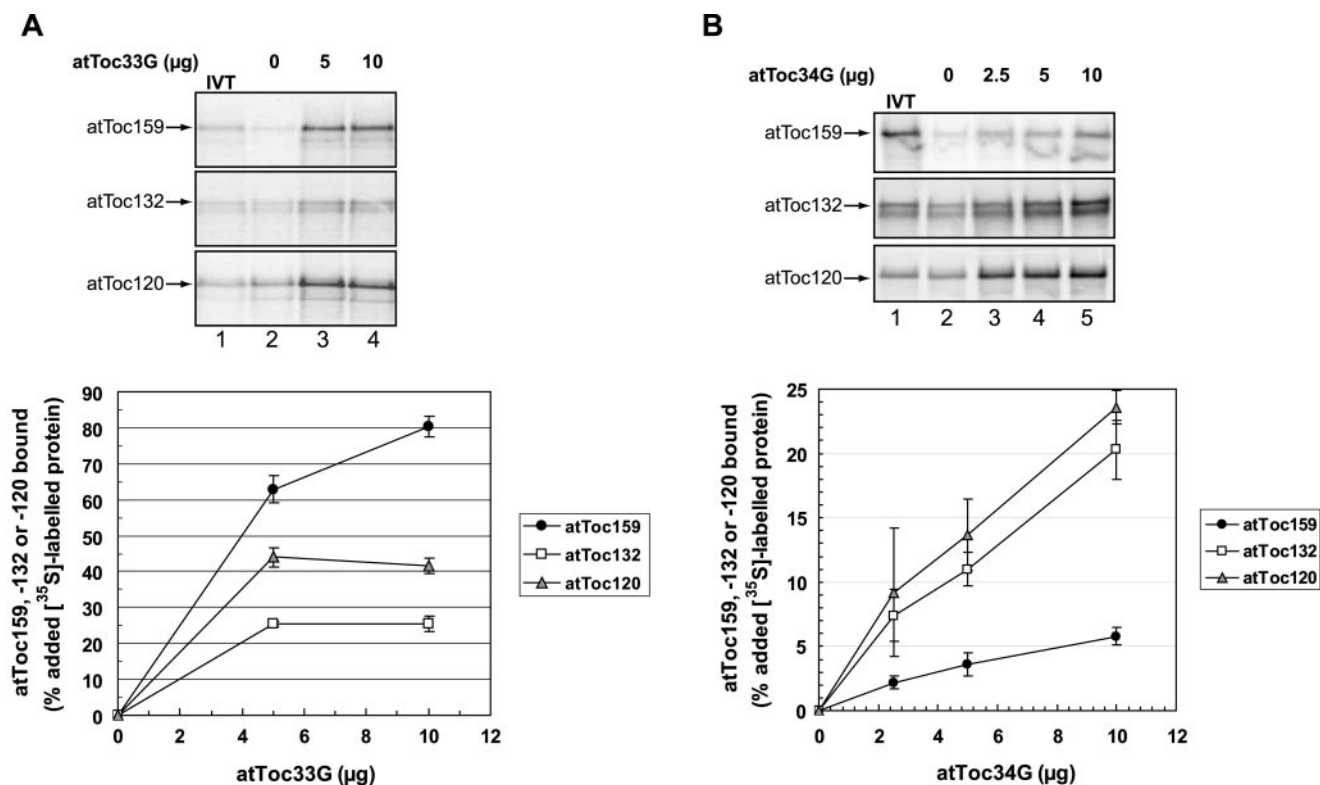 A
atToc33G (µg) 0 5 10
IVT
atToc159
atToc132
atToc120
1 2 3 4
90
80
70
60
50
40
30
20
10
0
0 2 4 6 8 10 12
atToc159, -132 or -120 bound
(% added [³⁵S]-labelled protein)
atToc33G (µg)
atToc159
atToc132
atToc120
B
atToc34G (µg) 0 2.5 5 10
IVT
atToc159
atToc132
atToc120
1 2 3 4 5
25
20
15
10
5
0
0 2 4 6 8 10 12
atToc159, -132 or -120 bound
(% added [³⁵S]-labelled protein)
atToc34G (µg)
atToc159
atToc132
atToc120